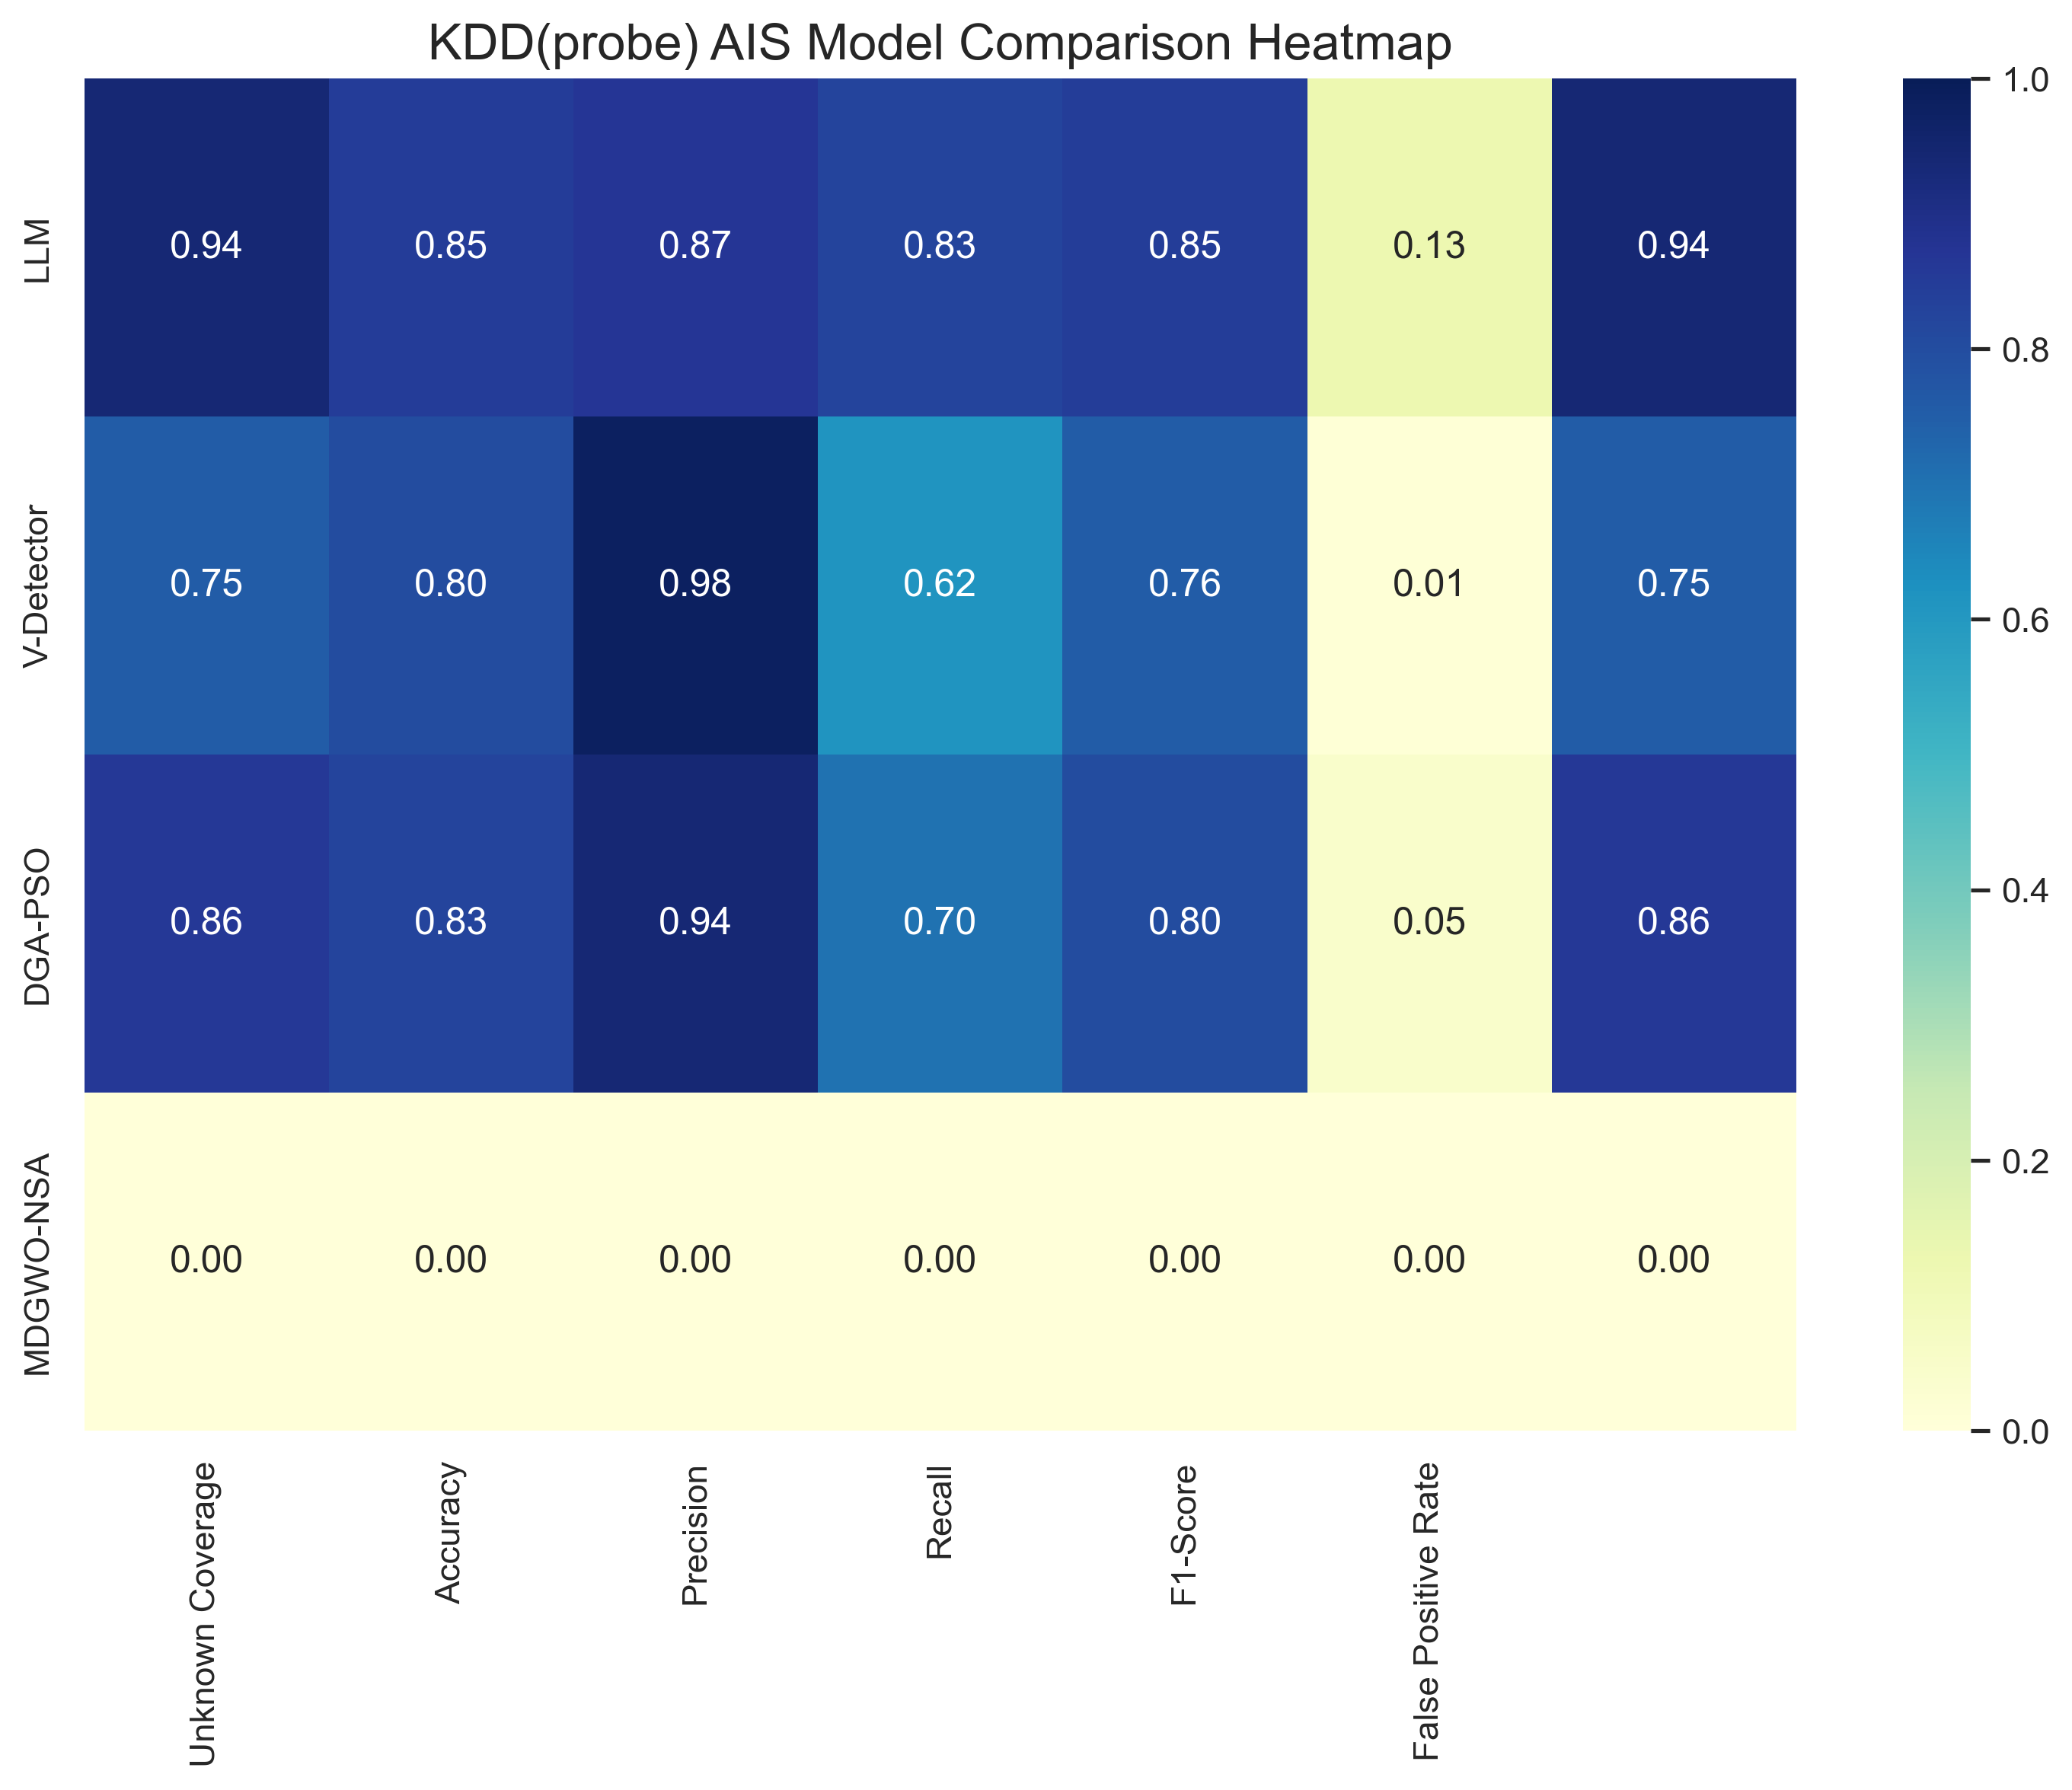 KDD(probe) AIS Model Comparison Heatmap
LLM
0.94 0.85 0.87 0.83 0.85 0.13 0.94
V-Detector
0.75 0.80 0.98 0.62 0.76 0.01 0.75
DGA-PSO
0.86 0.83 0.94 0.70 0.80 0.05 0.86
MDGWO-NSA
0.00 0.00 0.00 0.00 0.00 0.00 0.00
Unknown Coverage
Accuracy
Precision
Recall
F1-Score
False Positive Rate
1.0
0.8
0.6
0.4
0.2
0.0